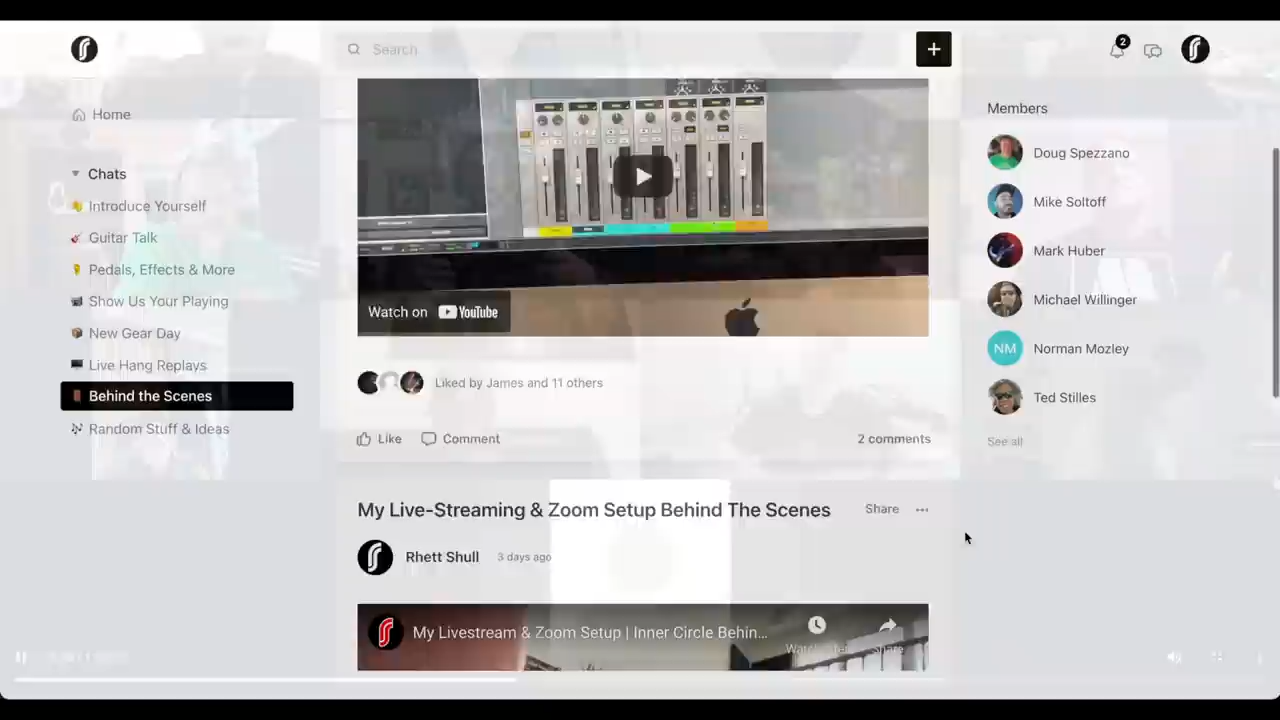 Search
2
Home
Chats
Introduce Yourself
Guitar Talk
Pedals, Effects & More
Show Us Your Playing
New Gear Day
Live Hang Replays
Behind the Scenes
Random Stuff & Ideas
Watch on YouTube
Liked by James and 11 others
Like
Comment
2 comments
My Live-Streaming & Zoom Setup Behind The Scenes
Share
Rhett Shull
3 days ago
My Livestream & Zoom Setup | Inner Circle Behin...
Share
Members
Doug Spezzano
Mike Soltoff
Mark Huber
Michael Willinger
NM
Norman Mozley
Ted Stilles
See all